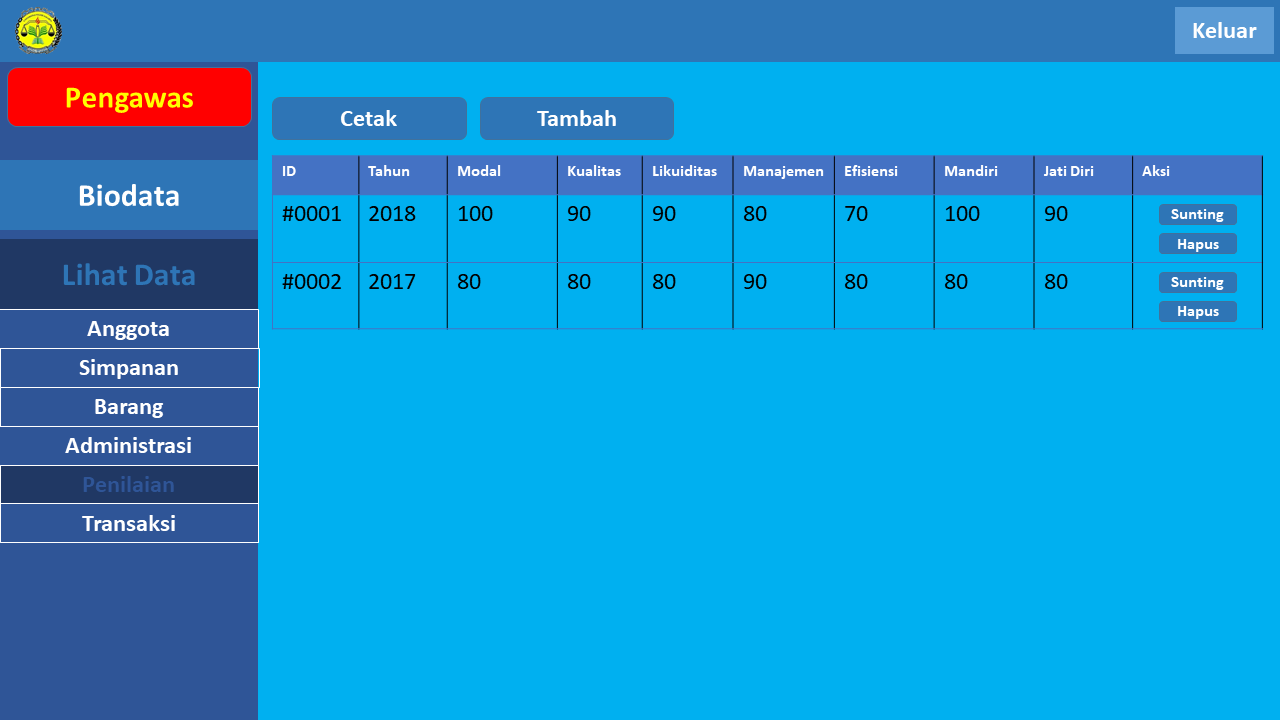 Keluar
Pengawas
Biodata
Lihat Data
Anggota
Simpanan
Barang
Administrasi
Penilaian
Transaksi
Cetak Tambah
ID Tahun Modal Kualitas Likuiditas Manajemen Efisiensi Mandiri Jati Diri Aksi
#0001 2018 100 90 90 80 70 100 90 Sunting
Hapus
#0002 2017 80 80 80 90 80 80 80 Sunting
Hapus